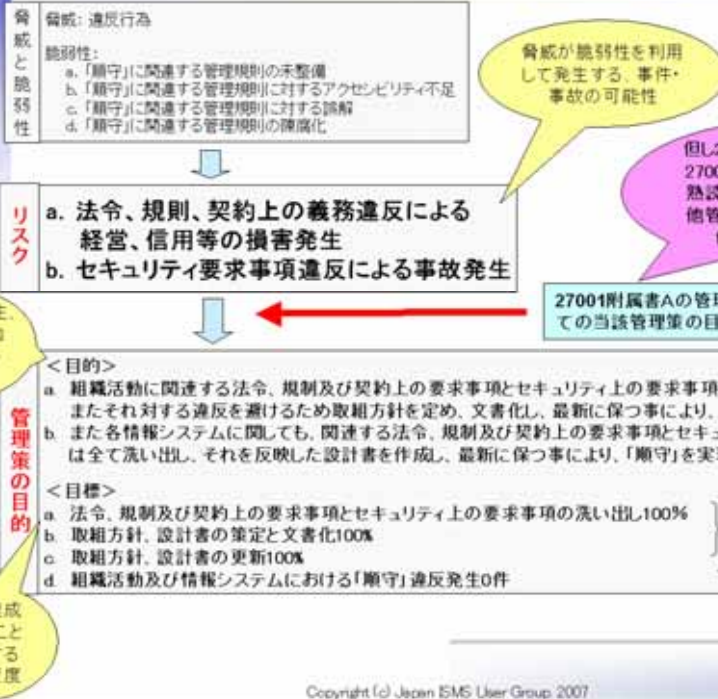 脅威と脆弱性
脅威: 違反行為
脆弱性:
a. 「順守」に関連する管理規則の未整備
b. 「順守」に関連する管理規則に対するアクセシビリティ不足
c. 「順守」に関連する管理規則に対する誤解
d. 「順守」に関連する管理規則の陳腐化
脅威が脆弱性を利用
して発生する、事件・
事故の可能性
但し2
2700
熟読
他管
リスク
a. 法令、規則、契約上の義務違反による
経営、信用等の損害発生
b. セキュリティ要求事項違反による事故発生
27001附属書Aの管理
ての当該管理策の目
管理策の目的
<目的>
a 組織活動に関連する法令、規制及び契約上の要求事項とセキュリティ上の要求事項
またそれ対する違反を避けるため取組方針を定め、文書化し、最新に保つ事により、
b また各情報システムに関しても、関連する法令、規制及び契約上の要求事項とセキュ
は全て洗い出し、それを反映した設計書を作成し、最新に保つ事により、「順守」を実
<目標>
a 法令、規制及び契約上の要求事項とセキュリティ上の要求事項の洗い出し100%
b 取組方針、設計書の策定と文書化100%
c 取組方針、設計書の更新100%
d 組織活動及び情報システムにおける「順守」違反発生0件
成
こと
る
度
Copyright (c) Japan ISMS User Group 2007